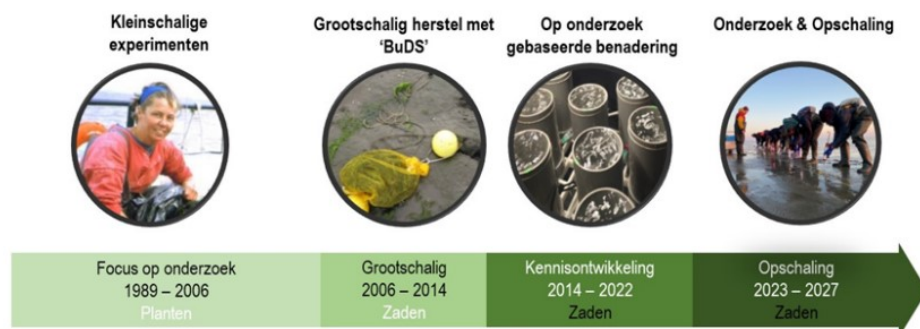 Kleinschalige
experimenten
Grootschalig herstel met
'BuDS'
Op onderzoek
gebaseerde benadering
Onderzoek & Opschaling
Focus op onderzoek
1989 – 2006
Planten
Grootschalig
2006 – 2014
Zaden
Kennisontwikkeling
2014 – 2022
Zaden
Opschaling
2023 – 2027
Zaden